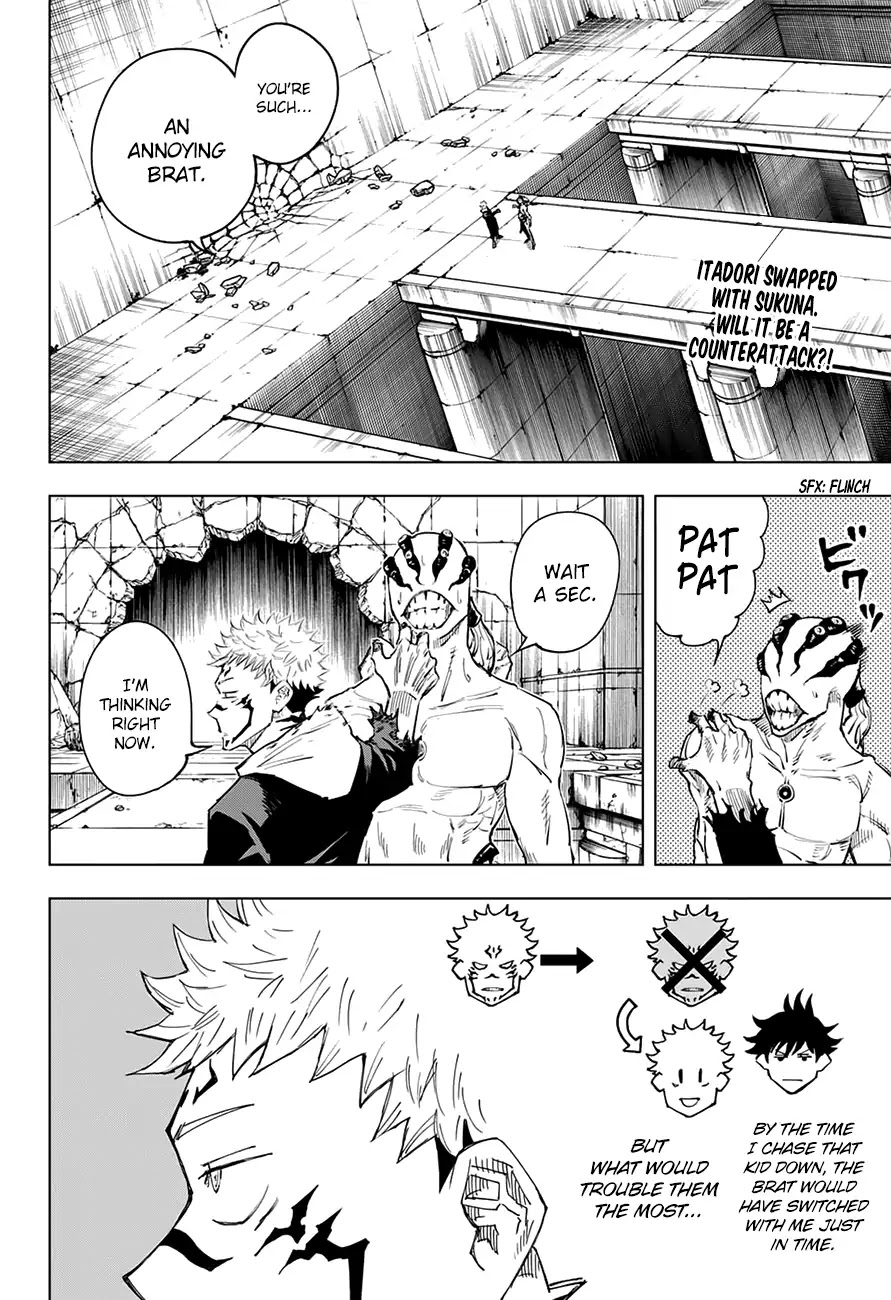 YOU'RE
SUCH...
AN
ANNOYING
BRAT.
ITADORI SWAPPED
WITH SUKUNA.
WILL IT BE A
COUNTERATTACK?!
SFX: FLINCH
PAT
PAT
ビクッ
WAIT
A SEC.
I'M
THINKING
RIGHT
NOW.
BY THE TIME
I CHASE THAT
KID DOWN, THE
BRAT WOULD
HAVE SWITCHED
WITH ME JUST
IN TIME.
BUT
WHAT WOULD
TROUBLE THEM
THE MOST...